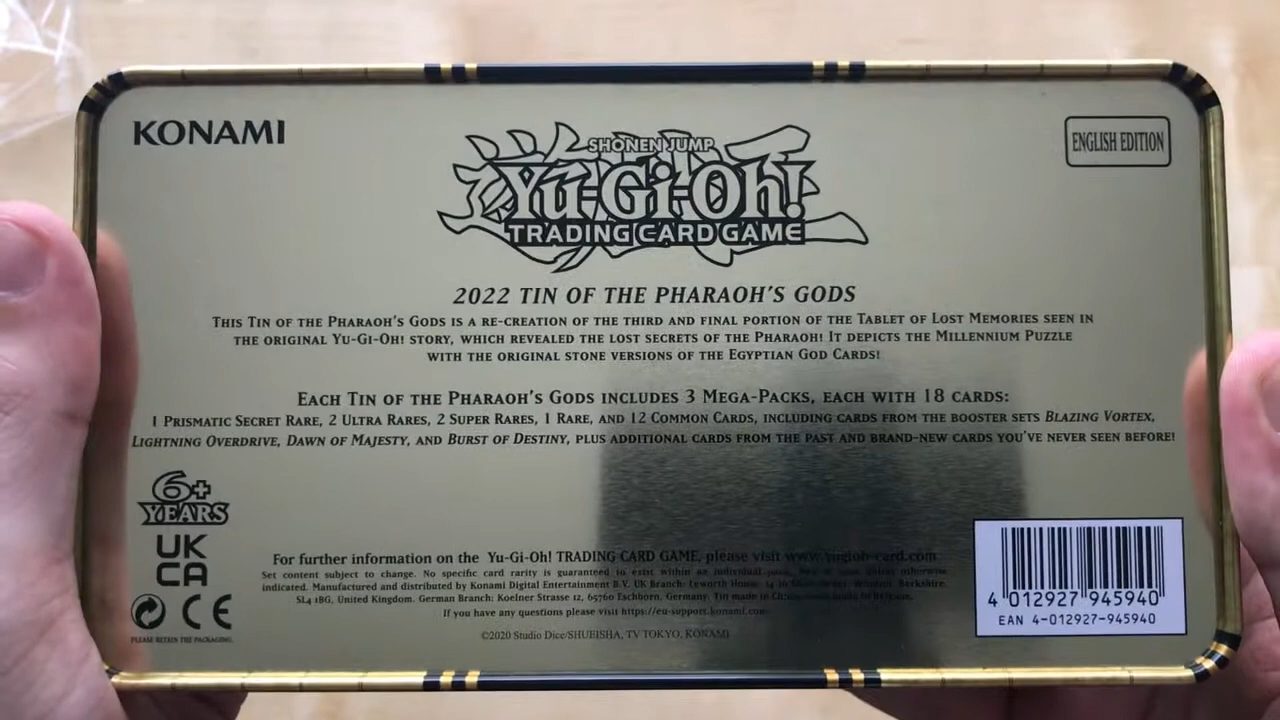 KONAMI
SHONEN JUMP
Yu-Gi-Oh!
TRADING CARD GAME
ENGLISH EDITION
2022 TIN OF THE PHARAOH'S GODS
THIS TIN OF THE PHARAOH'S GODS IS A RE-CREATION OF THE THIRD AND FINAL PORTION OF THE TABLET OF LOST MEMORIES SEEN IN
THE ORIGINAL YU-GI-OH! STORY, WHICH REVEALED THE LOST SECRETS OF THE PHARAOH! IT DEPICTS THE MILLENNIUM PUZZLE
WITH THE ORIGINAL STONE VERSIONS OF THE EGYPTIAN GOD CARDS!
EACH TIN OF THE PHARAOH'S GODS INCLUDES 3 MEGA-PACKS, EACH WITH 18 CARDS:
1 PRISMATIC SECRET RARE, 2 ULTRA RARES, 2 SUPER RARES, 1 RARE, AND 12 COMMON CARDS, INCLUDING CARDS FROM THE BOOSTER SETS BLAZING VORTEX,
LIGHTNING OVERDRIVE, DAWN OF MAJESTY, AND BURST OF DESTINY, PLUS ADDITIONAL CARDS FROM THE PAST AND BRAND-NEW CARDS YOU'VE NEVER SEEN BEFORE!
6+
YEARS
UK
CA
CE
PLEASE RETAIN THE PACKAGING.
For further information on the Yu-Gi-Oh! TRADING CARD GAME, please visit www.yugioh-card.com
Set content subject to change. No specific card rarity is guaranteed to exist within an individual unless otherwise
indicated. Manufactured and distributed by Konami Digital Entertainment B.V. UK Branch: Berkshire,
SL4 1BG, United Kingdom. German Branch: Koelner Strasse 12, 65760 Eschborn, Germany. Tin made in
If you have any questions please visit https://eu-support.konami.com
©2020 Studio Dice/SHUEISHA, TV TOKYO, KONAMI
4 012927 945940
EAN 4-012927-945940